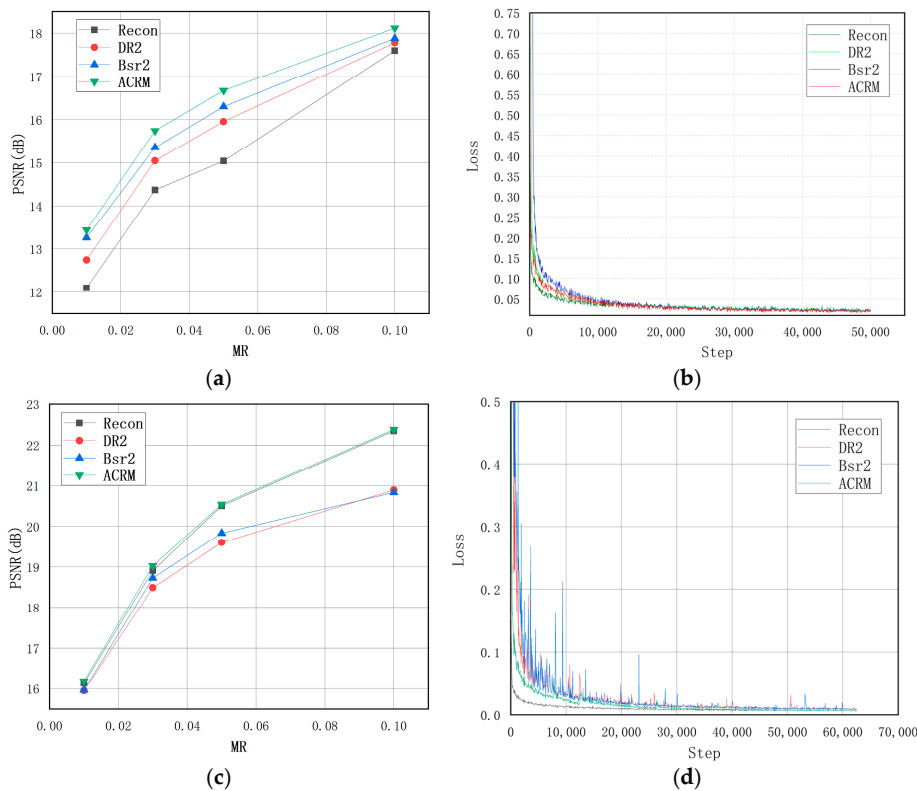 18
17
16
15
14
13
12
PSNR(dB)
Recon
DR2
Bsr2
ACRM
0.00
0.02
0.04
0.06
0.08
0.10
MR
(a)
0.75
0.70
0.65
0.60
0.55
0.50
0.45
0.40
0.35
0.30
0.25
0.20
0.15
0.10
0.05
Loss
Recon
DR2
Bsr2
ACRM
0
10,000
20,000
30,000
40,000
50,000
Step
(b)
23
22
21
20
19
18
17
16
PSNR(dB)
Recon
DR2
Bsr2
ACRM
0.00
0.02
0.04
0.06
0.08
0.10
MR
(c)
0.5
0.4
0.3
0.2
0.1
0.0
Loss
Recon
DR2
Bsr2
ACRM
0
10,000
20,000
30,000
40,000
50,000
60,000
70,000
Step
(d)